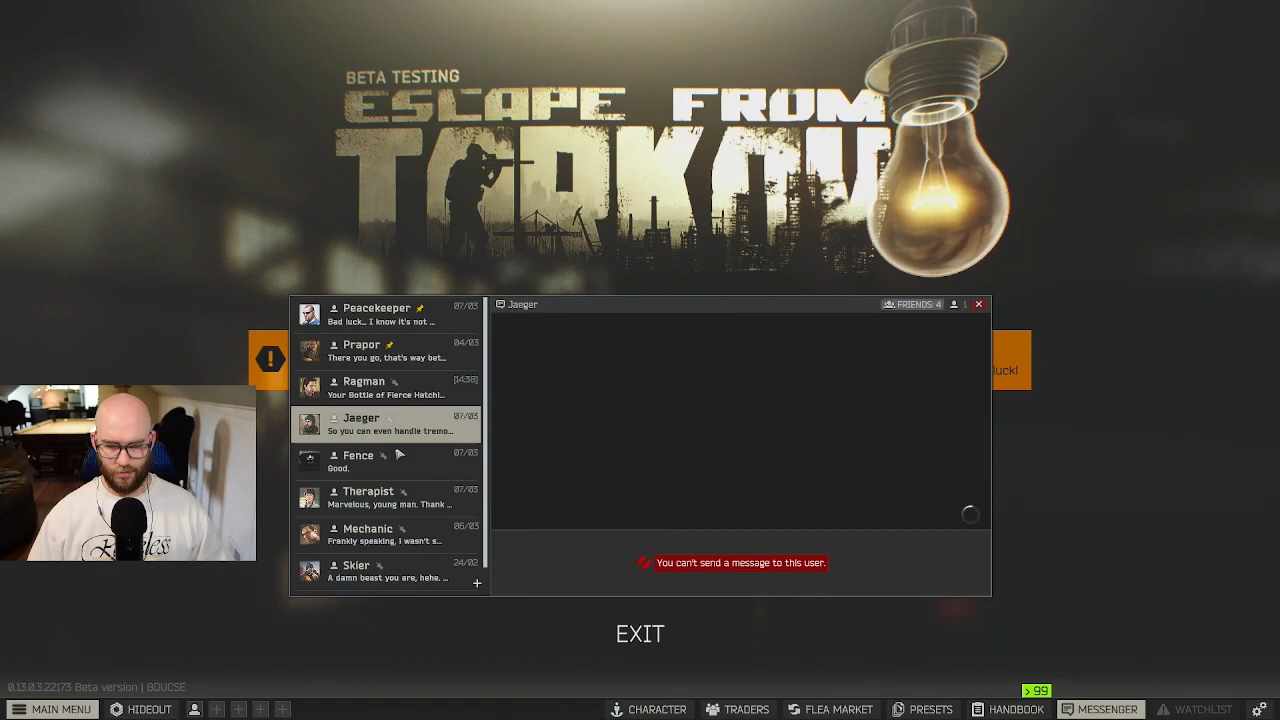 BETA TESTING
ESCAPE FROM
TARKOV
Peacekeeper 07/03
Bad luck... I know it's not ...
Prapor 04/03
There you go, that's way bet...
Ragman [14:38]
Your Bottle of Fierce Hatchi...
Jaeger 07/03
So you can even handle tremo...
Fence 07/03
Good.
Therapist 07/03
Marvelous, young man. Thank ...
Mechanic 06/03
Frankly speaking, I wasn't s...
Skier 24/02
A damn beast you are, hehe. ...
+
Jaeger
FRIENDS: 4
1
You can't send a message to this user.
luck!
EXIT
0.13.0.3.22173 Beta version | BDUCSE
> 99
MAIN MENU
HIDEOUT
CHARACTER
TRADERS
FLEA MARKET
PRESETS
HANDBOOK
MESSENGER
WATCHLIST